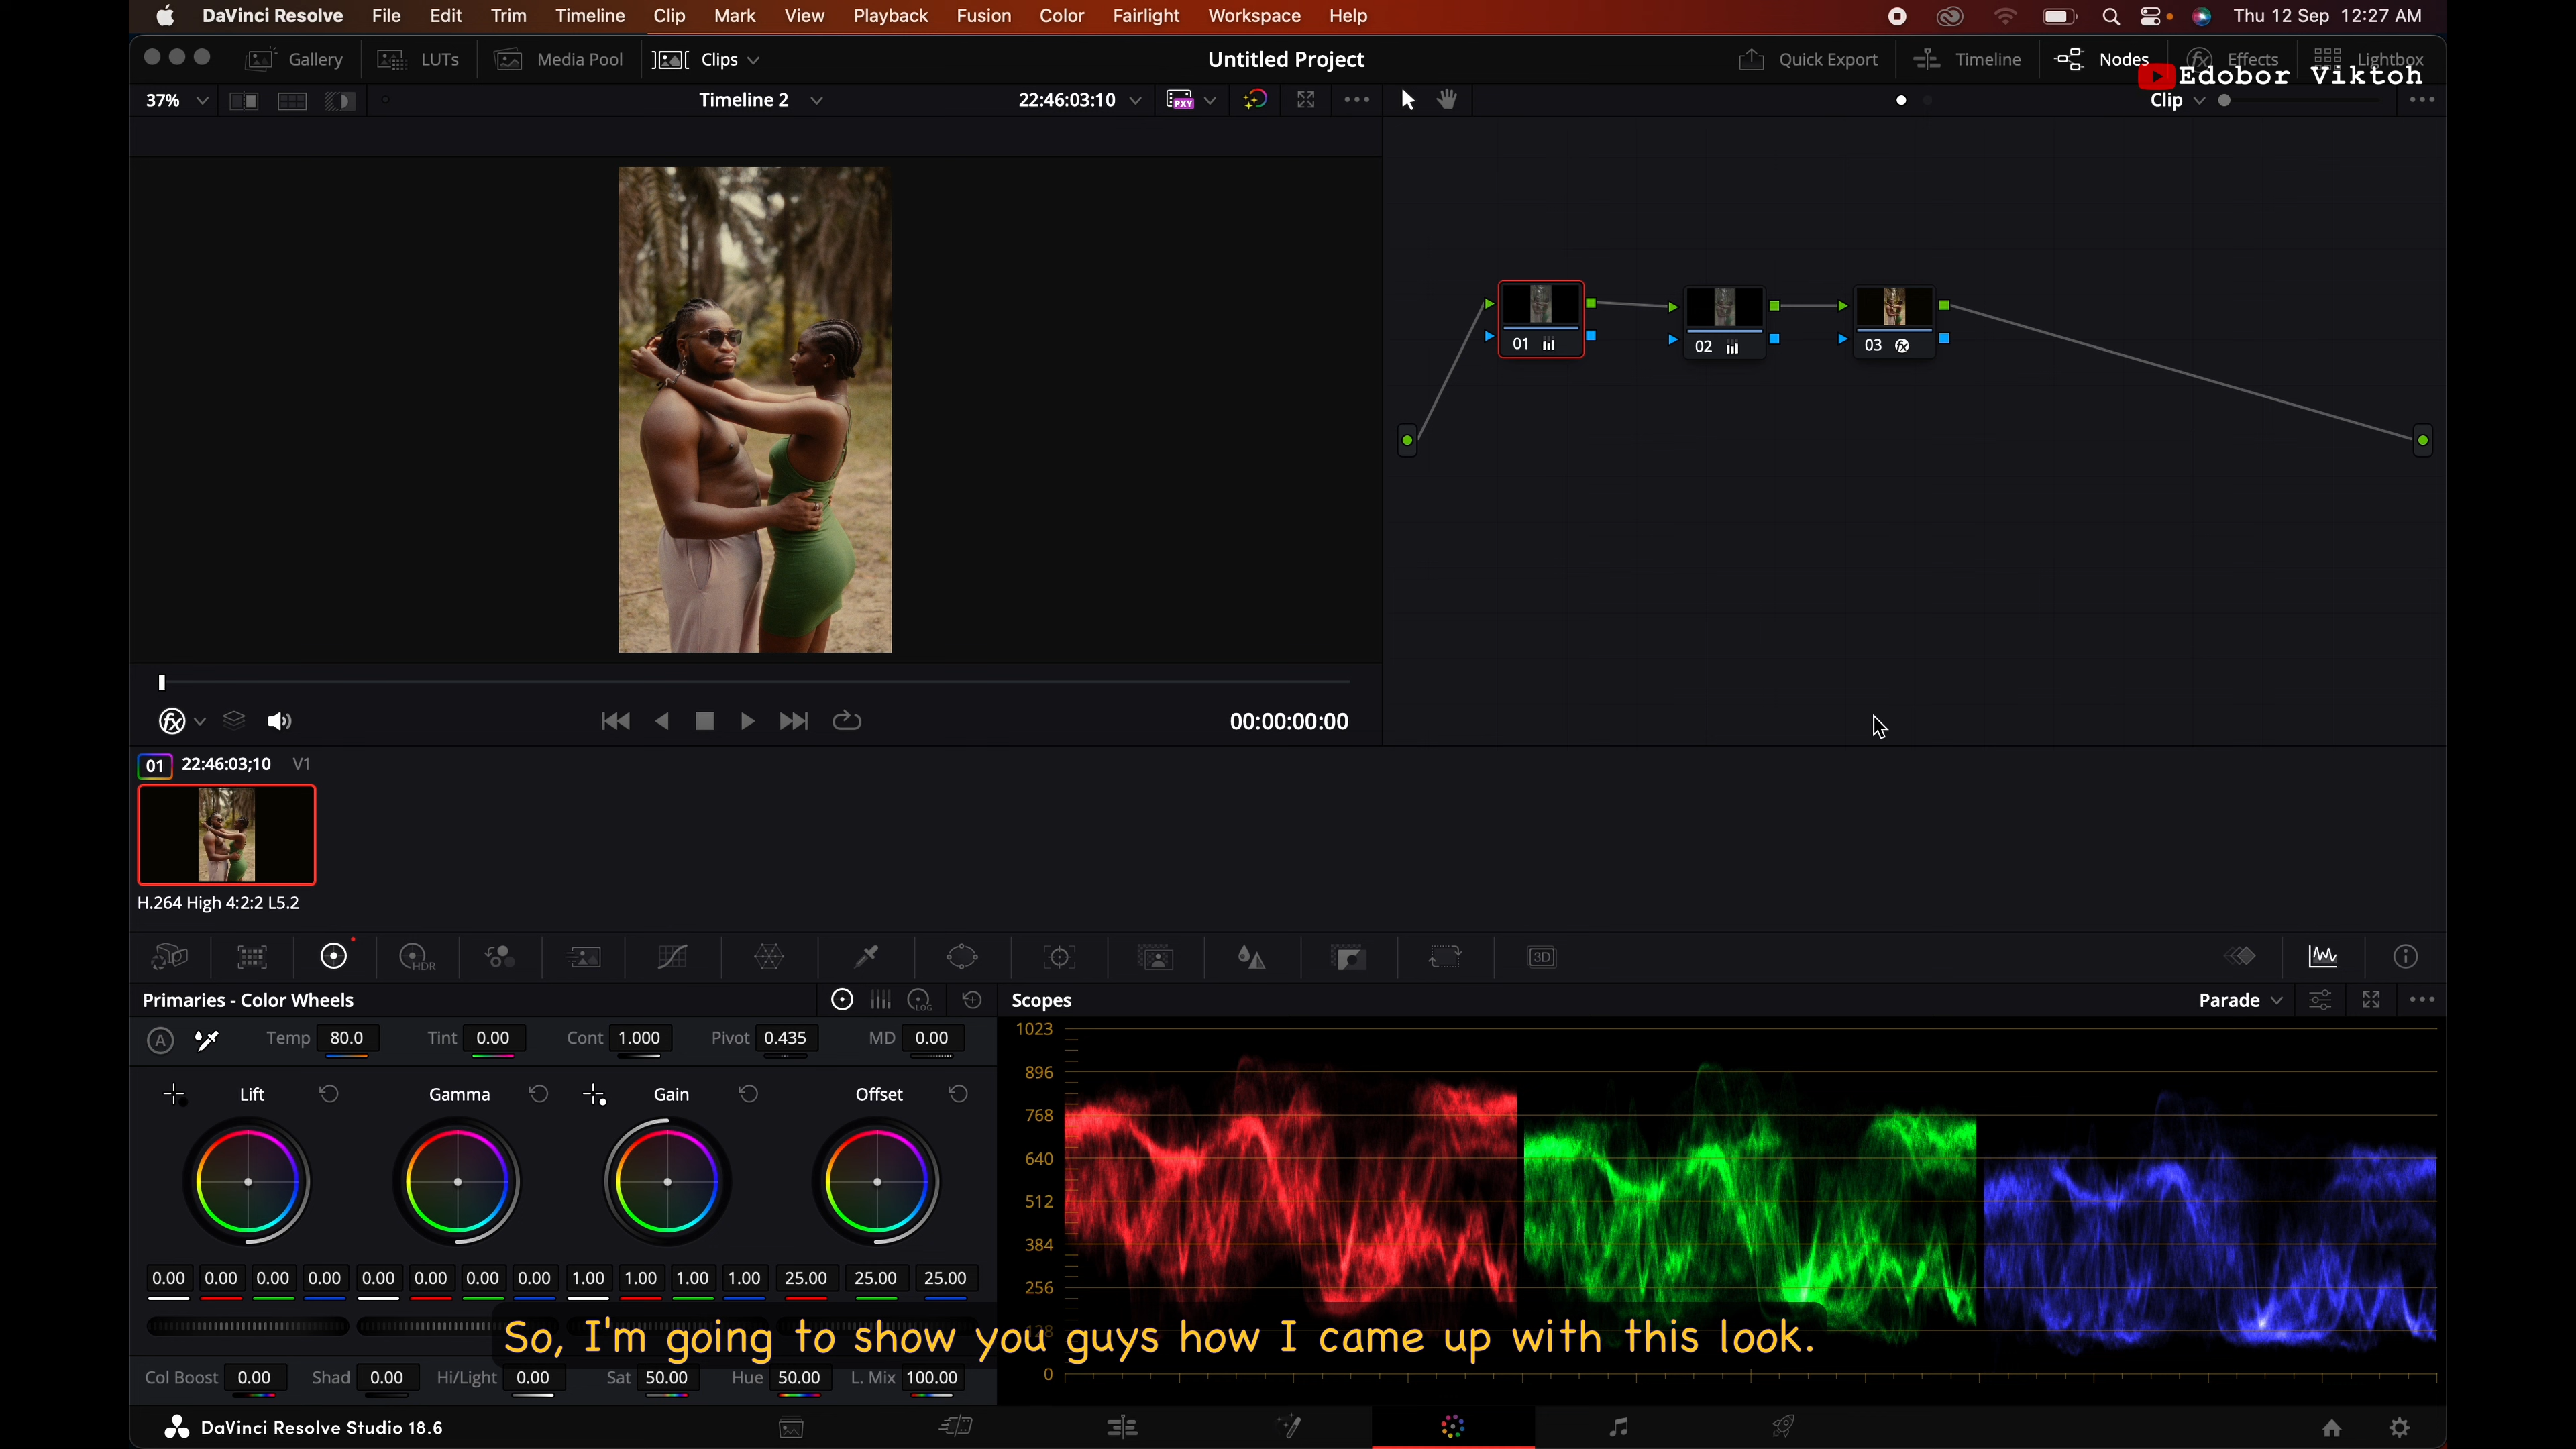 DaVinci Resolve File Edit Trim Timeline Clip Mark View Playback Fusion Color Fairlight Workspace Help Thu 12 Sep 12:27 AM
Gallery LUTs Media Pool Clips Untitled Project Quick Export Timeline Nodes Effects Lightbox
Edobor Viktoh
37% Timeline 2 22:46:03:10 PXY Clip
01 02 03
00:00:00:00
01 22:46:03;10 V1
H.264 High 4:2:2 L5.2
HDR 3D
Primaries - Color Wheels LOG Scopes Parade
A Temp 80.0 Tint 0.00 Cont 1.000 Pivot 0.435 MD 0.00
Lift Gamma Gain Offset
0.00 0.00 0.00 0.00 0.00 0.00 0.00 0.00 1.00 1.00 1.00 1.00 25.00 25.00 25.00
1023
896
768
640
512
384
256
128
0
So, I'm going to show you guys how I came up with this look.
Col Boost 0.00 Shad 0.00 Hi/Light 0.00 Sat 50.00 Hue 50.00 L. Mix 100.00
DaVinci Resolve Studio 18.6